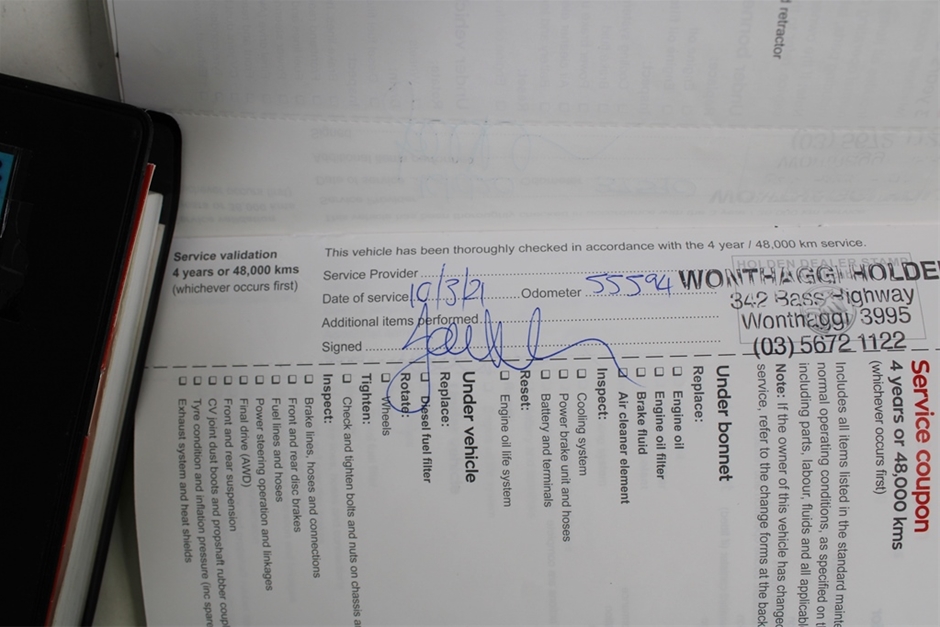 d retractor
Service validation
4 years or 48,000 kms
(whichever occurs first)
This vehicle has been thoroughly checked in accordance with the 4 year / 48,000 km service.
Service Provider
Date of service 10/3/21 Odometer 55594
Additional items performed
Signed
HOLDEN DEALER STAMP
WONTHAGGI HOLDE
342 Bass Highway
Wonthaggi 3995
(03) 5672 1122
Service coupon
4 years or 48,000 kms
(whichever occurs first)
Includes all items listed in the standard mainte
normal operating conditions, as specified on t
including parts, labour, fluids and all applicabl
Note: If the owner of this vehicle has changed
service, refer to the change forms at the back
Under bonnet
Replace:
Engine oil
Engine oil filter
Brake fluid
Air cleaner element
Inspect:
Cooling system
Power brake unit and hoses
Battery and terminals
Reset:
Engine oil life system
Under vehicle
Replace:
Diesel fuel filter
Rotate:
Wheels
Tighten:
Check and tighten bolts and nuts on chassis a
Inspect:
Brake lines, hoses and connections
Front and rear disc brakes
Fuel lines and hoses
Power steering operation and linkages
Final drive (AWD)
Front and rear suspension
CV joint dust boots and propshaft rubber coupl
Tyre condition and inflation pressure (inc spare
Exhaust system and heat shields